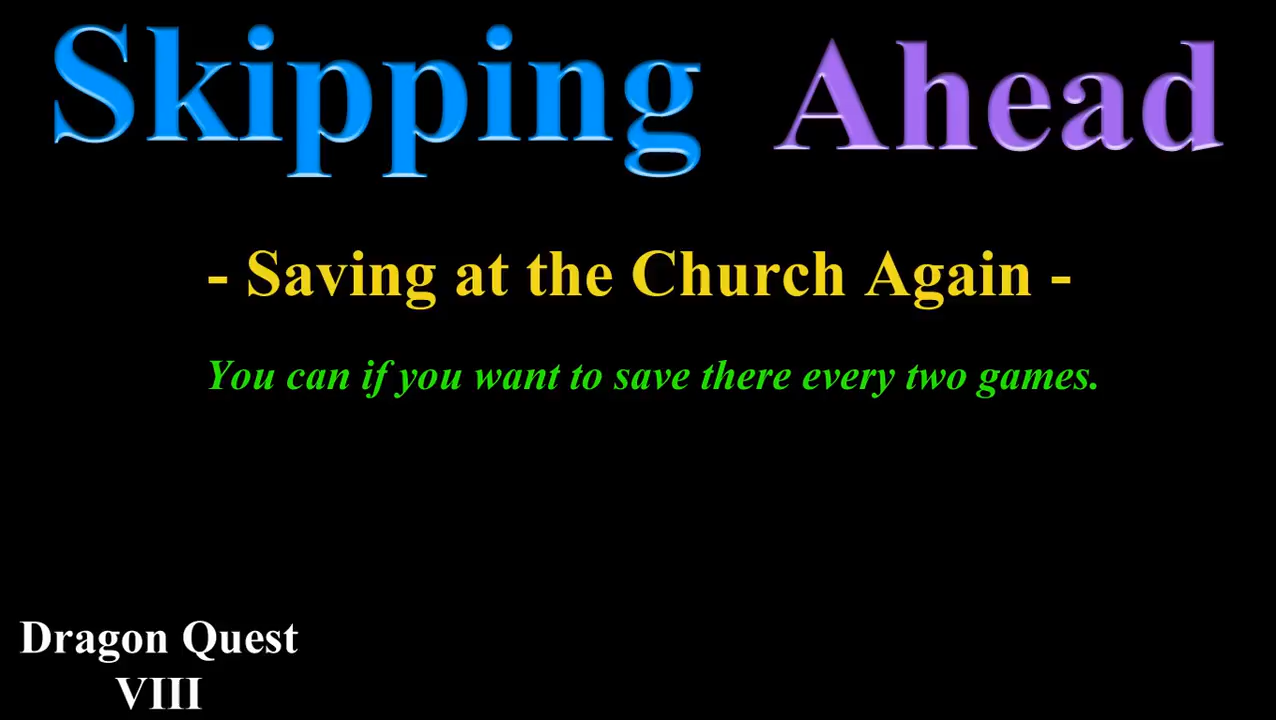 Skipping Ahead
- Saving at the Church Again -
You can if you want to save there every two games.
Dragon Quest
VIII